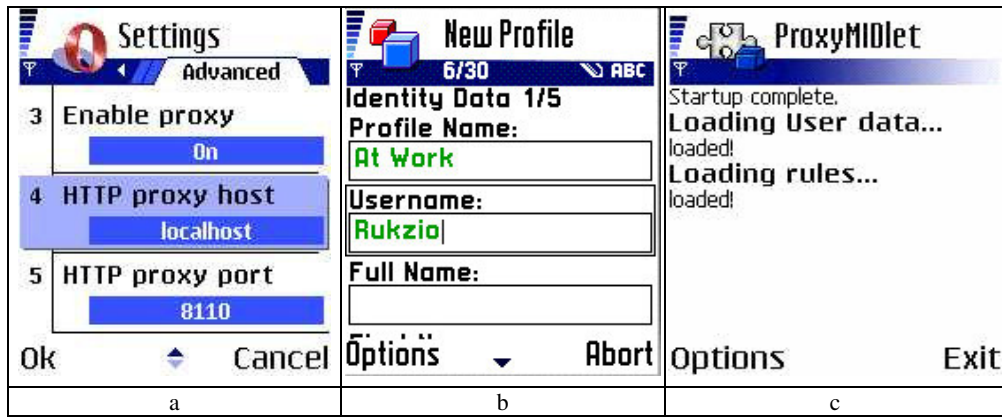 Settings
Advanced
3 Enable proxy
On
4 HTTP proxy host
localhost
5 HTTP proxy port
8110
Ok Cancel
a
New Profile
6/30 ABC
Identity Data 1/5
Profile Name:
At Work
Username:
Rukzio
Full Name:
Options Abort
b
ProxyMIDlet
Startup complete.
Loading User data...
loaded!
Loading rules...
loaded!
Options Exit
c